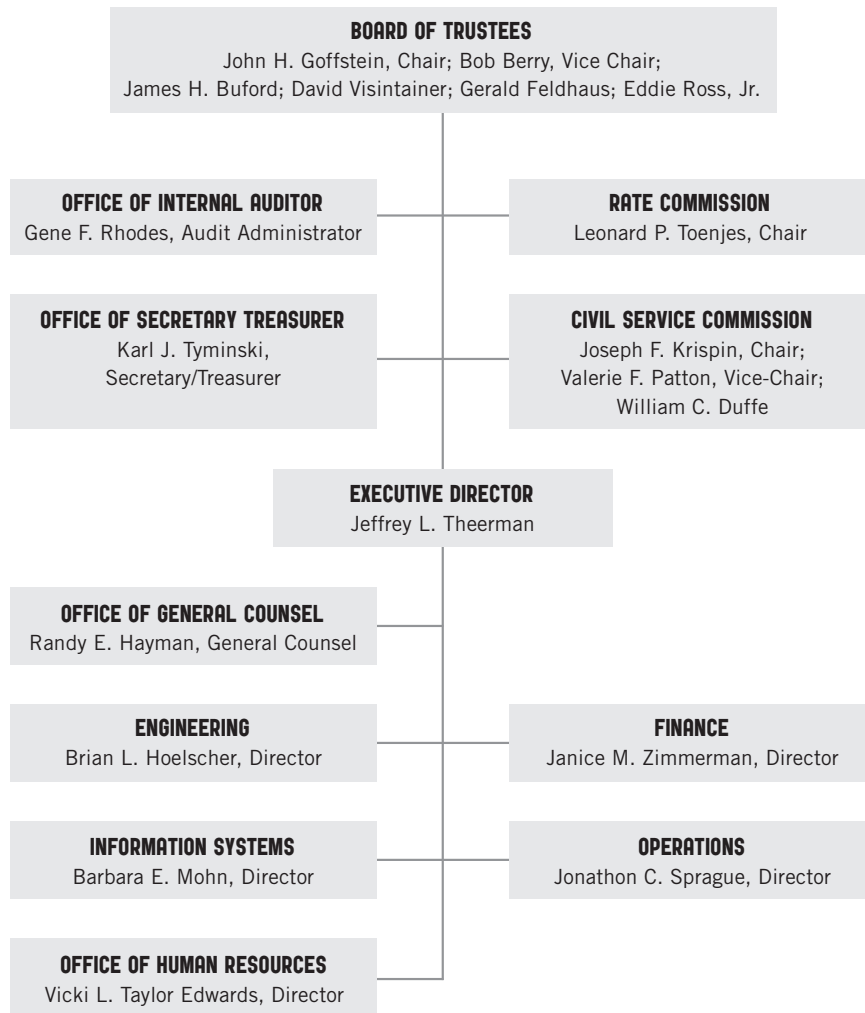 BOARD OF TRUSTEES
John H. Goffstein, Chair; Bob Berry, Vice Chair;
James H. Buford; David Visintainer; Gerald Feldhaus; Eddie Ross, Jr.
OFFICE OF INTERNAL AUDITOR
Gene F. Rhodes, Audit Administrator
RATE COMMISSION
Leonard P. Toenjes, Chair
OFFICE OF SECRETARY TREASURER
Karl J. Tyminski,
Secretary/Treasurer
CIVIL SERVICE COMMISSION
Joseph F. Krispin, Chair;
Valerie F. Patton, Vice-Chair;
William C. Duffe
EXECUTIVE DIRECTOR
Jeffrey L. Theerman
OFFICE OF GENERAL COUNSEL
Randy E. Hayman, General Counsel
ENGINEERING
Brian L. Hoelscher, Director
FINANCE
Janice M. Zimmerman, Director
INFORMATION SYSTEMS
Barbara E. Mohn, Director
OPERATIONS
Jonathon C. Sprague, Director
OFFICE OF HUMAN RESOURCES
Vicki L. Taylor Edwards, Director